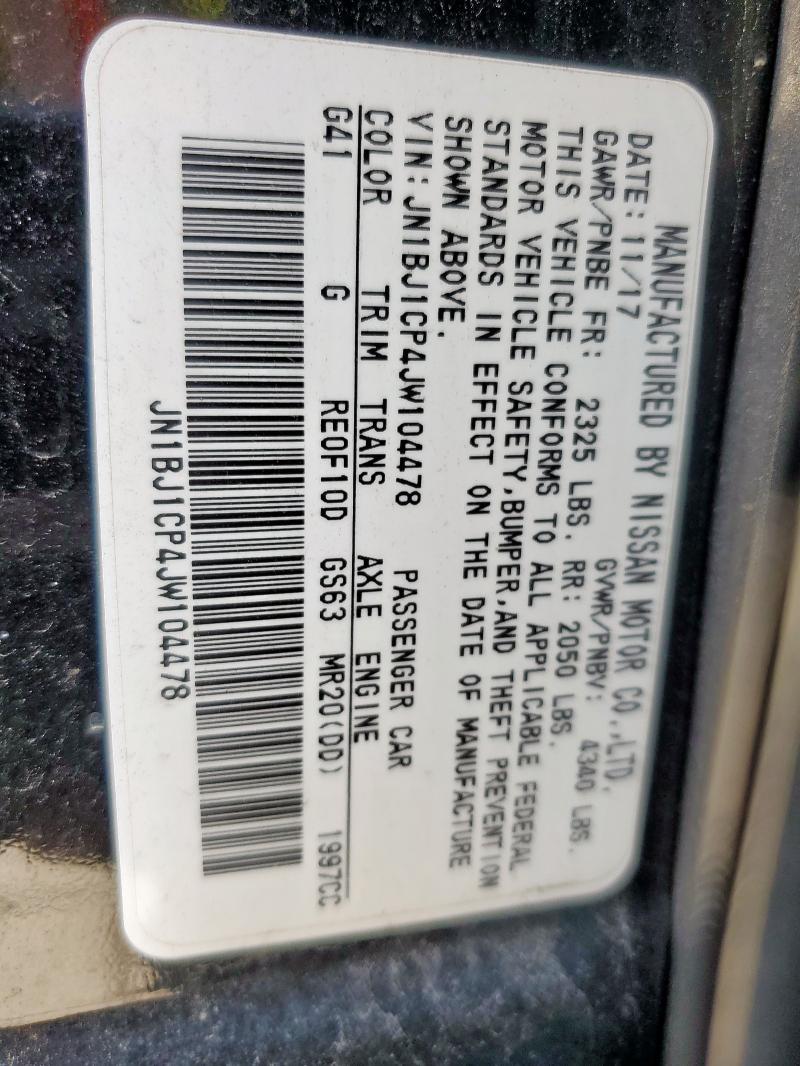 MANUFACTURED BY NISSAN MOTOR CO.,LTD.
DATE: 11/17 GVWR/PNBV: 4340 LBS.
GAWR/PNBE FR: 2325 LBS. RR: 2050 LBS.
THIS VEHICLE CONFORMS TO ALL APPLICABLE FEDERAL
MOTOR VEHICLE SAFETY,BUMPER,AND THEFT PREVENTION
STANDARDS IN EFFECT ON THE DATE OF MANUFACTURE
SHOWN ABOVE.
VIN:JN1BJ1CP4JW104478 PASSENGER CAR
COLOR TRIM TRANS AXLE ENGINE
G41 G RE0F10D GS63 MR20(DD) 1997CC
JN1BJ1CP4JW104478